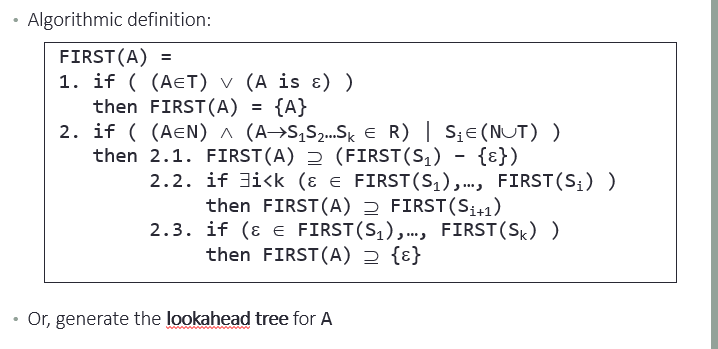 • Algorithmic definition:
FIRST(A) =
1. if ( (A∈T) ∨ (A is ε) )
then FIRST(A) = {A}
2. if ( (A∈N) ∧ (A→S₁S₂…Sₖ ∈ R) | Sᵢ∈(N∪T) )
then 2.1. FIRST(A) ⊇ (FIRST(S₁) – {ε})
2.2. if ∃i<k (ε ∈ FIRST(S₁),…, FIRST(Sᵢ) )
then FIRST(A) ⊇ FIRST(Sᵢ₊₁)
2.3. if (ε ∈ FIRST(S₁),…, FIRST(Sₖ) )
then FIRST(A) ⊇ {ε}
• Or, generate the lookahead tree for A